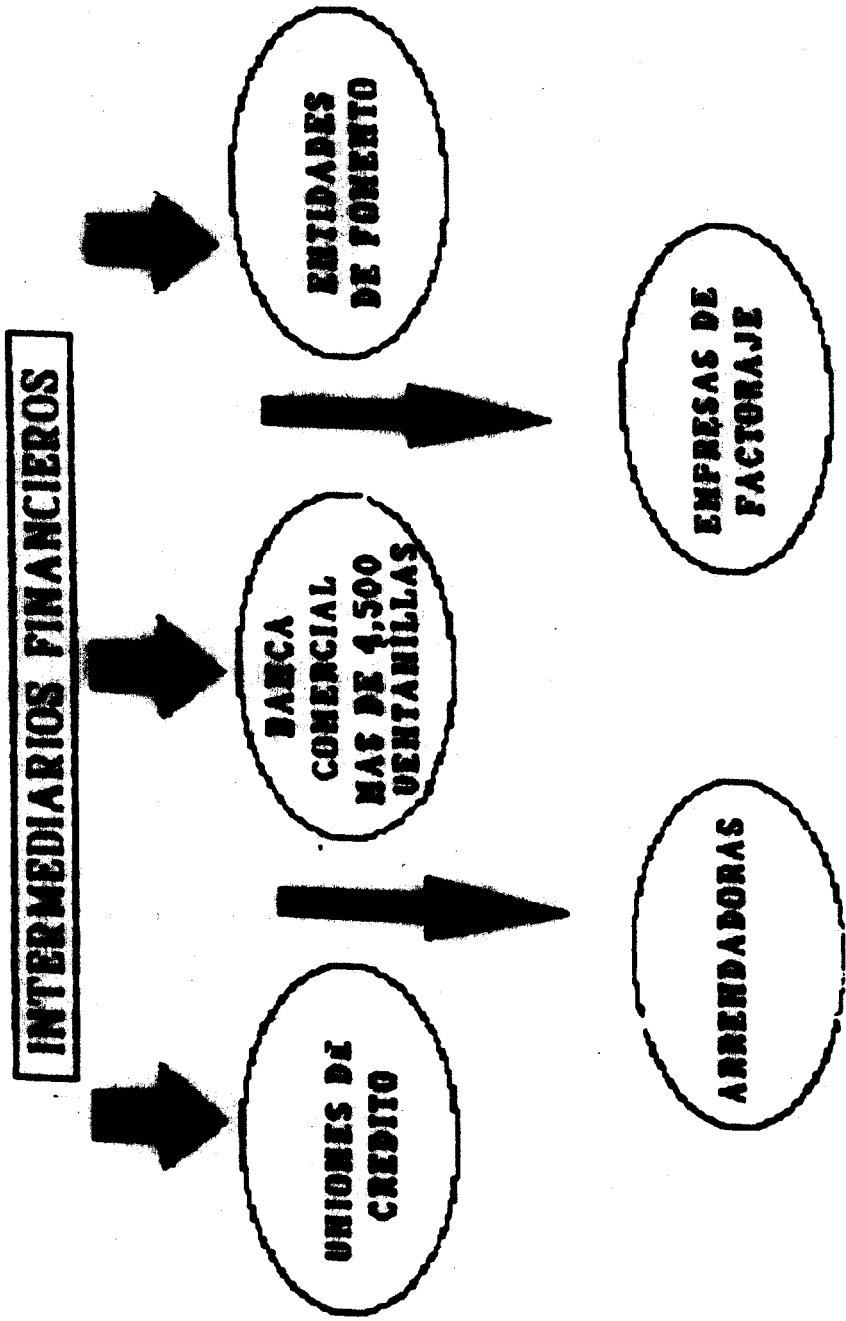 INTERMEDIARIOS FINANCIEROS
UNIONES DE
CREDITO
BANCA
COMERCIAL
MAS DE 4,500
VENTANILLAS
ENTIDADES
DE FOMENTO
ARRENDADORAS
EMPRESAS DE
FACTORAJE